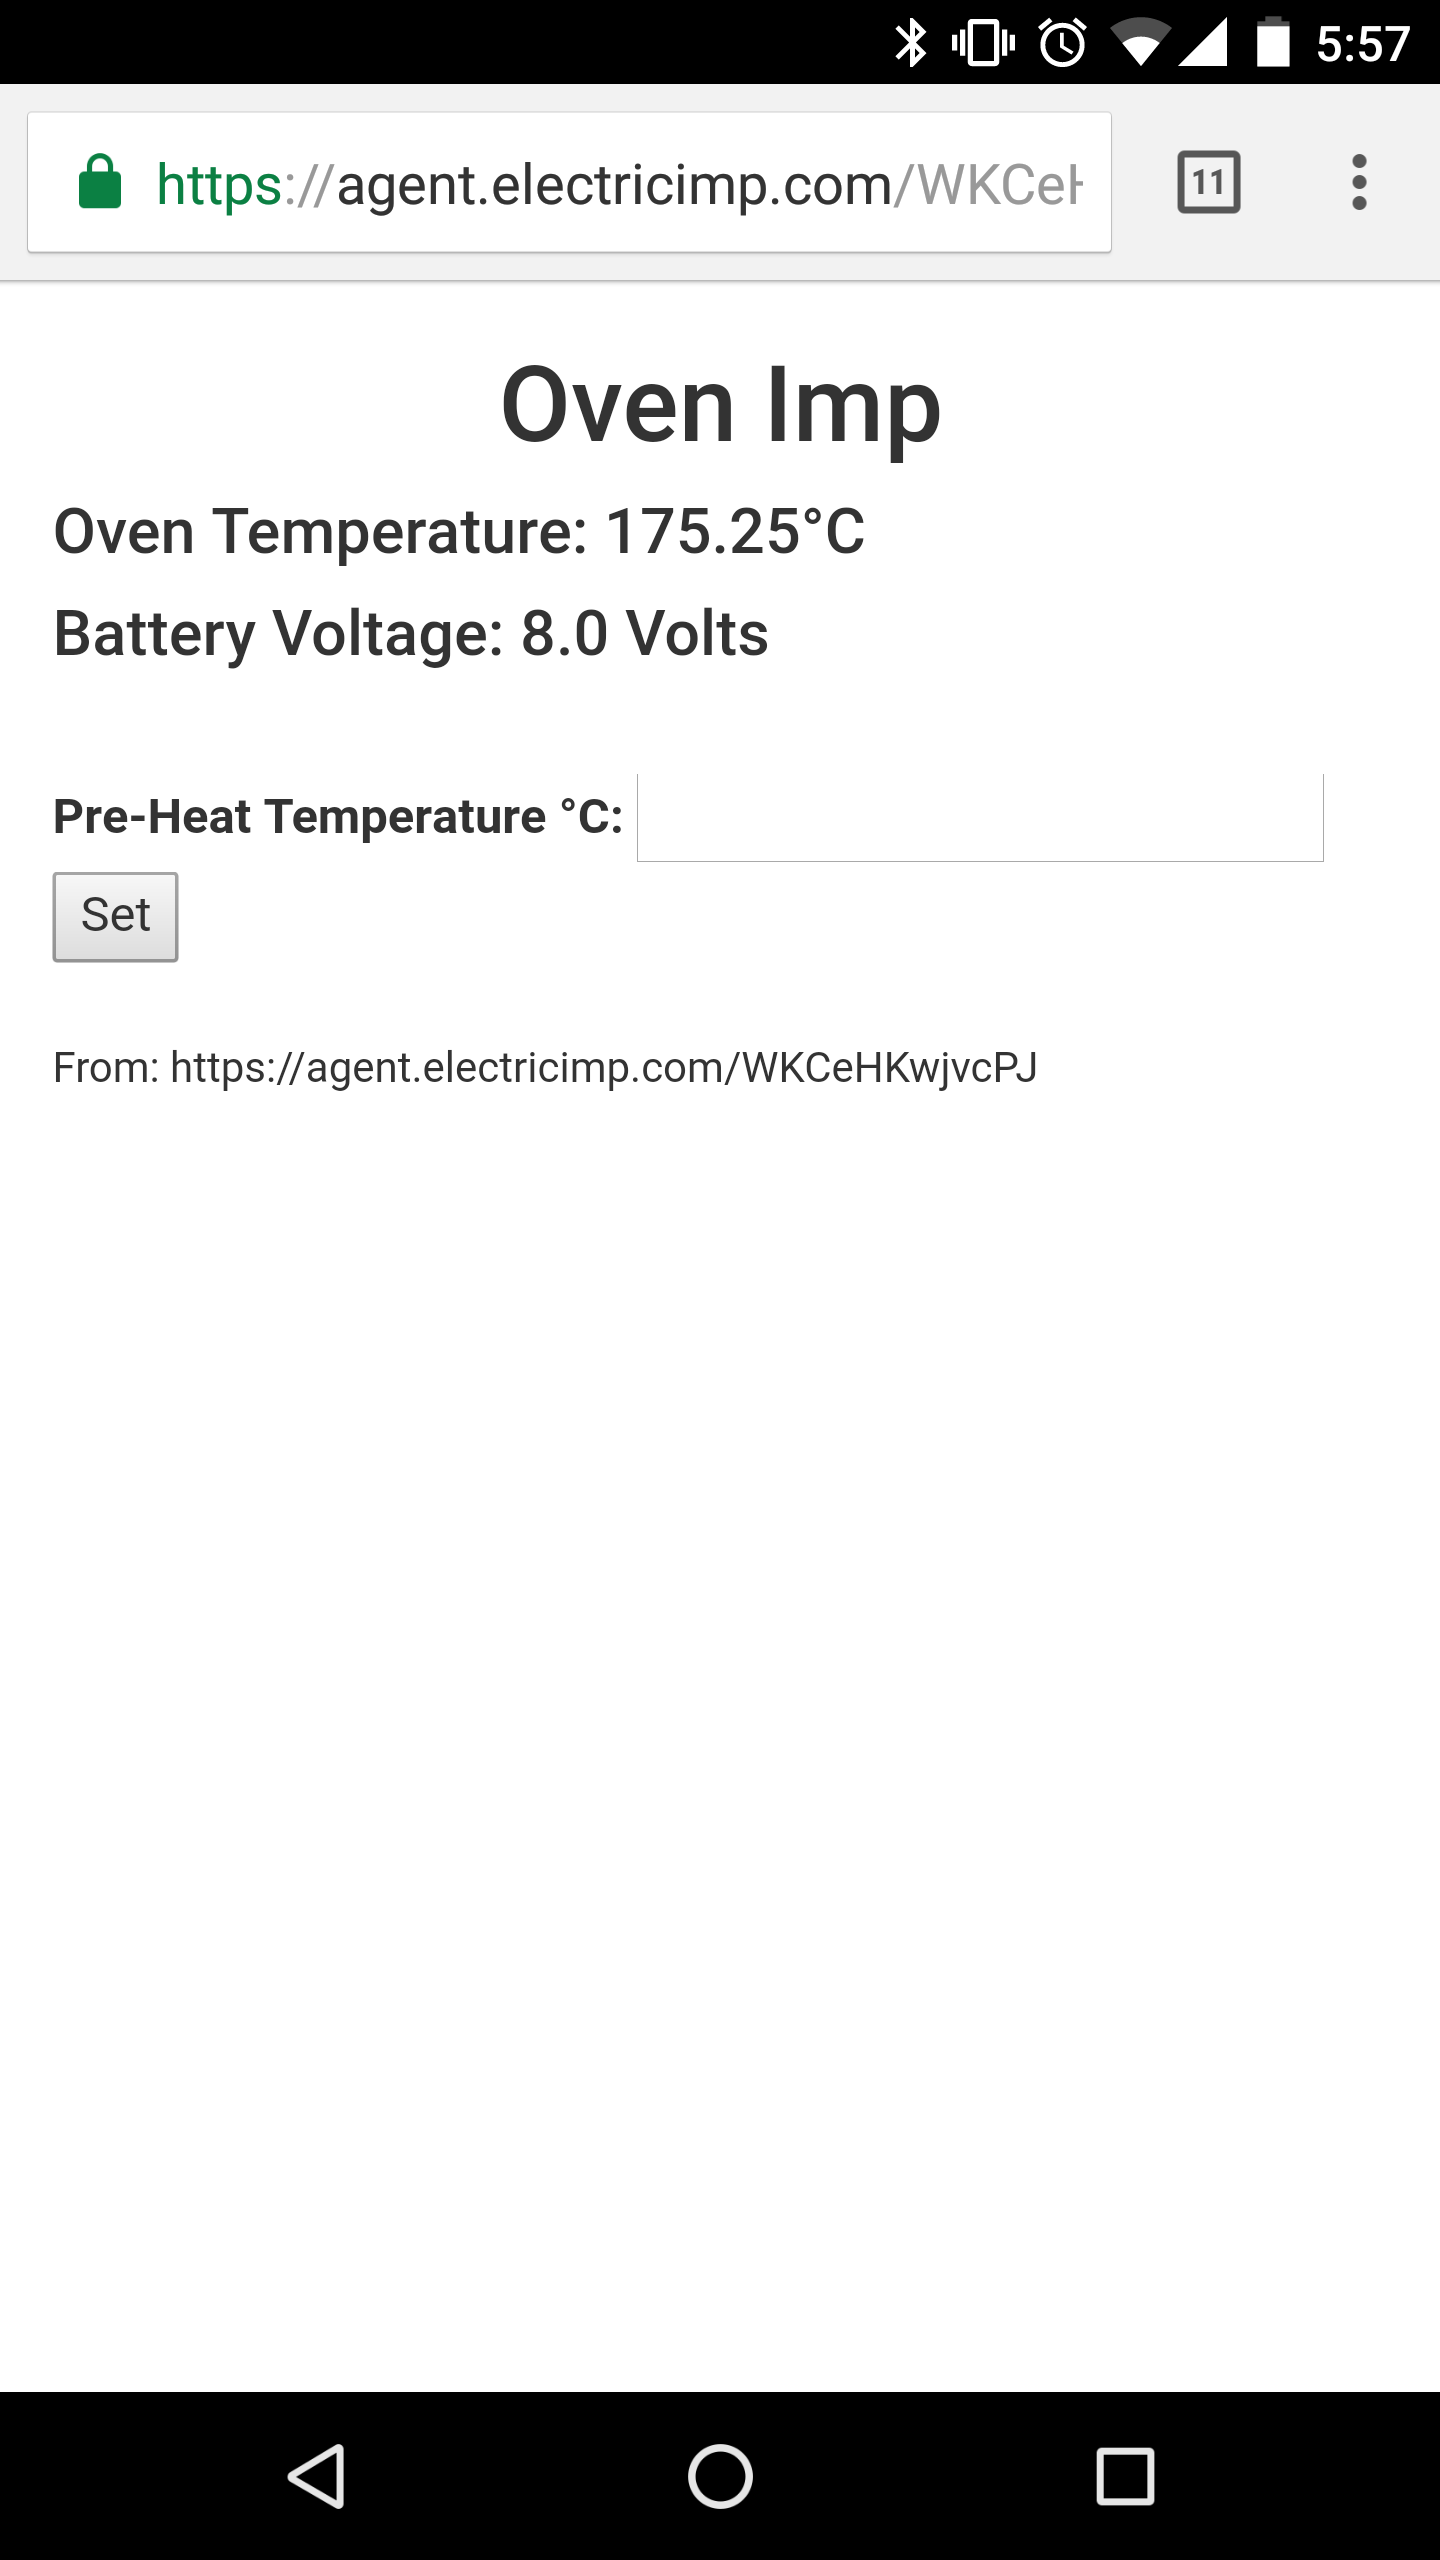 5:57
https://agent.electricimp.com/WKCeH
11
Oven Imp
Oven Temperature: 175.25°C
Battery Voltage: 8.0 Volts
Pre-Heat Temperature °C:
Set
From: https://agent.electricimp.com/WKCeHKwjvcPJ